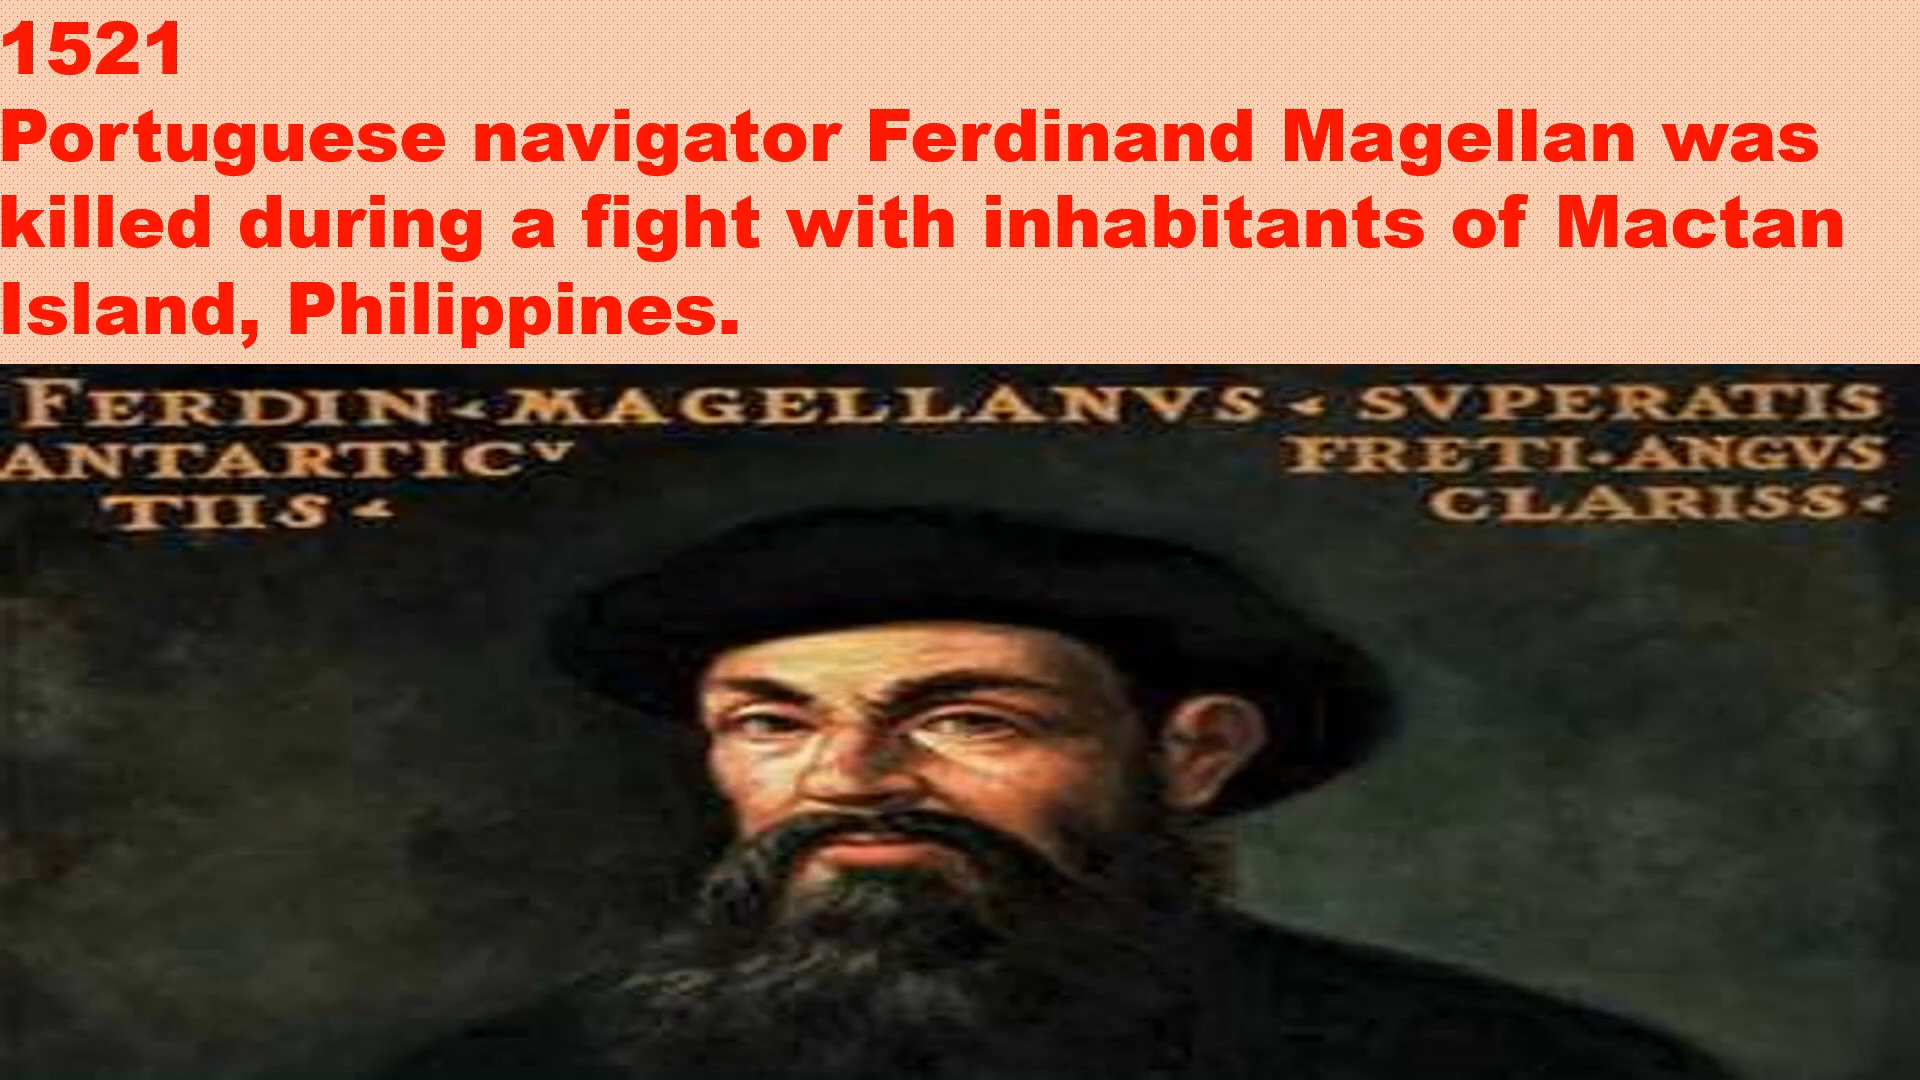 1521
Portuguese navigator Ferdinand Magellan was
killed during a fight with inhabitants of Mactan
Island, Philippines.
FERDIN · MAGELLANVS · SVPERATIS
ANTARTICV FRETI · ANGVS
TIIS · CLARISS ·